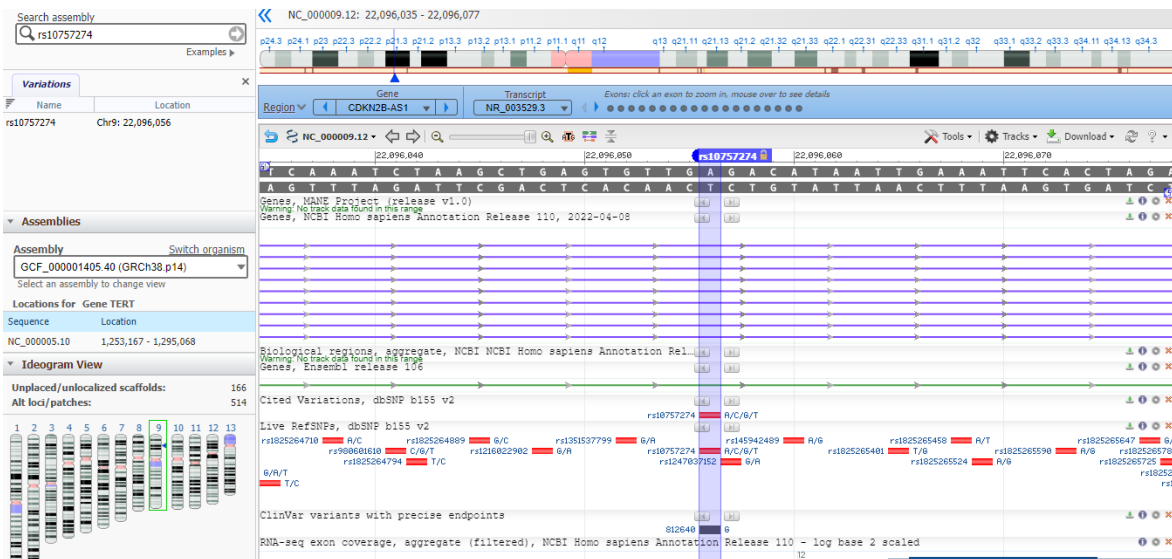 Search assembly
rs10757274
Examples
Variations
Name Location
rs10757274 Chr9: 22,096,056
Assemblies
Assembly Switch organism
GCF_000001405.40 (GRCh38.p14)
Select an assembly to change view
Locations for Gene TERT
Sequence Location
NC_000005.10 1,253,167 - 1,295,068
Ideogram View
Unplaced/unlocalized scaffolds: 166
Alt loci/patches: 514
1 2 3 4 5 6 7 8 9 10 11 12 13
NC_000009.12: 22,096,035 - 22,096,077
p24.3 p24.1 p23 p22.3 p22.2 p21.3 p21.2 p13.3 p13.2 p13.1 p11.2 p11.1 q11 q12 q13 q21.11 q21.13 q21.2 q21.32 q21.33 q22.1 q22.31 q22.33 q31.1 q31.2 q32 q33.1 q33.2 q33.3 q34.11 q34.13 q34.3
Gene Transcript Exons: click an exon to zoom in, mouse over to see details
Region CDKN2B-AS1 NR_003529.3
NC_000009.12 Tools Tracks Download ?
22,096,040 22,096,050 rs10757274 22,096,060 22,096,070
T C A A A T C T A A G C T G A G T G T T G A G A C A T A A T T G A A A T T C A C T A G A
A G T T T A G A T T C G A C T C A C A A C T C T G T A T T A A C T T T A A G T G A T C
Genes, MANE Project (release v1.0)
Warning: No track data found in this range
Genes, NCBI Homo sapiens Annotation Release 110, 2022-04-08
Biological regions, aggregate, NCBI NCBI Homo sapiens Annotation Rel...
Warning: No track data found in this range
Genes, Ensembl release 106
Cited Variations, dbSNP b155 v2
rs10757274 A/C/G/T
Live RefSNPs, dbSNP b155 v2
rs1825264710 A/C rs1825264889 G/C rs1351537799 G/A rs145942489 A/G rs1825265458 A/T rs1825265647 G/
rs980601610 C/G/T rs1216022902 G/A rs10757274 A/C/G/T rs1825265401 T/G rs1825265590 A/G rs182526578
rs1825264794 T/C rs1247037152 G/A rs1825265524 A/G rs1825265725
G/A/T rs18252
T/C
ClinVar variants with precise endpoints
812640 G
RNA-seq exon coverage, aggregate (filtered), NCBI Homo sapiens Annotation Release 110 - log base 2 scaled
12